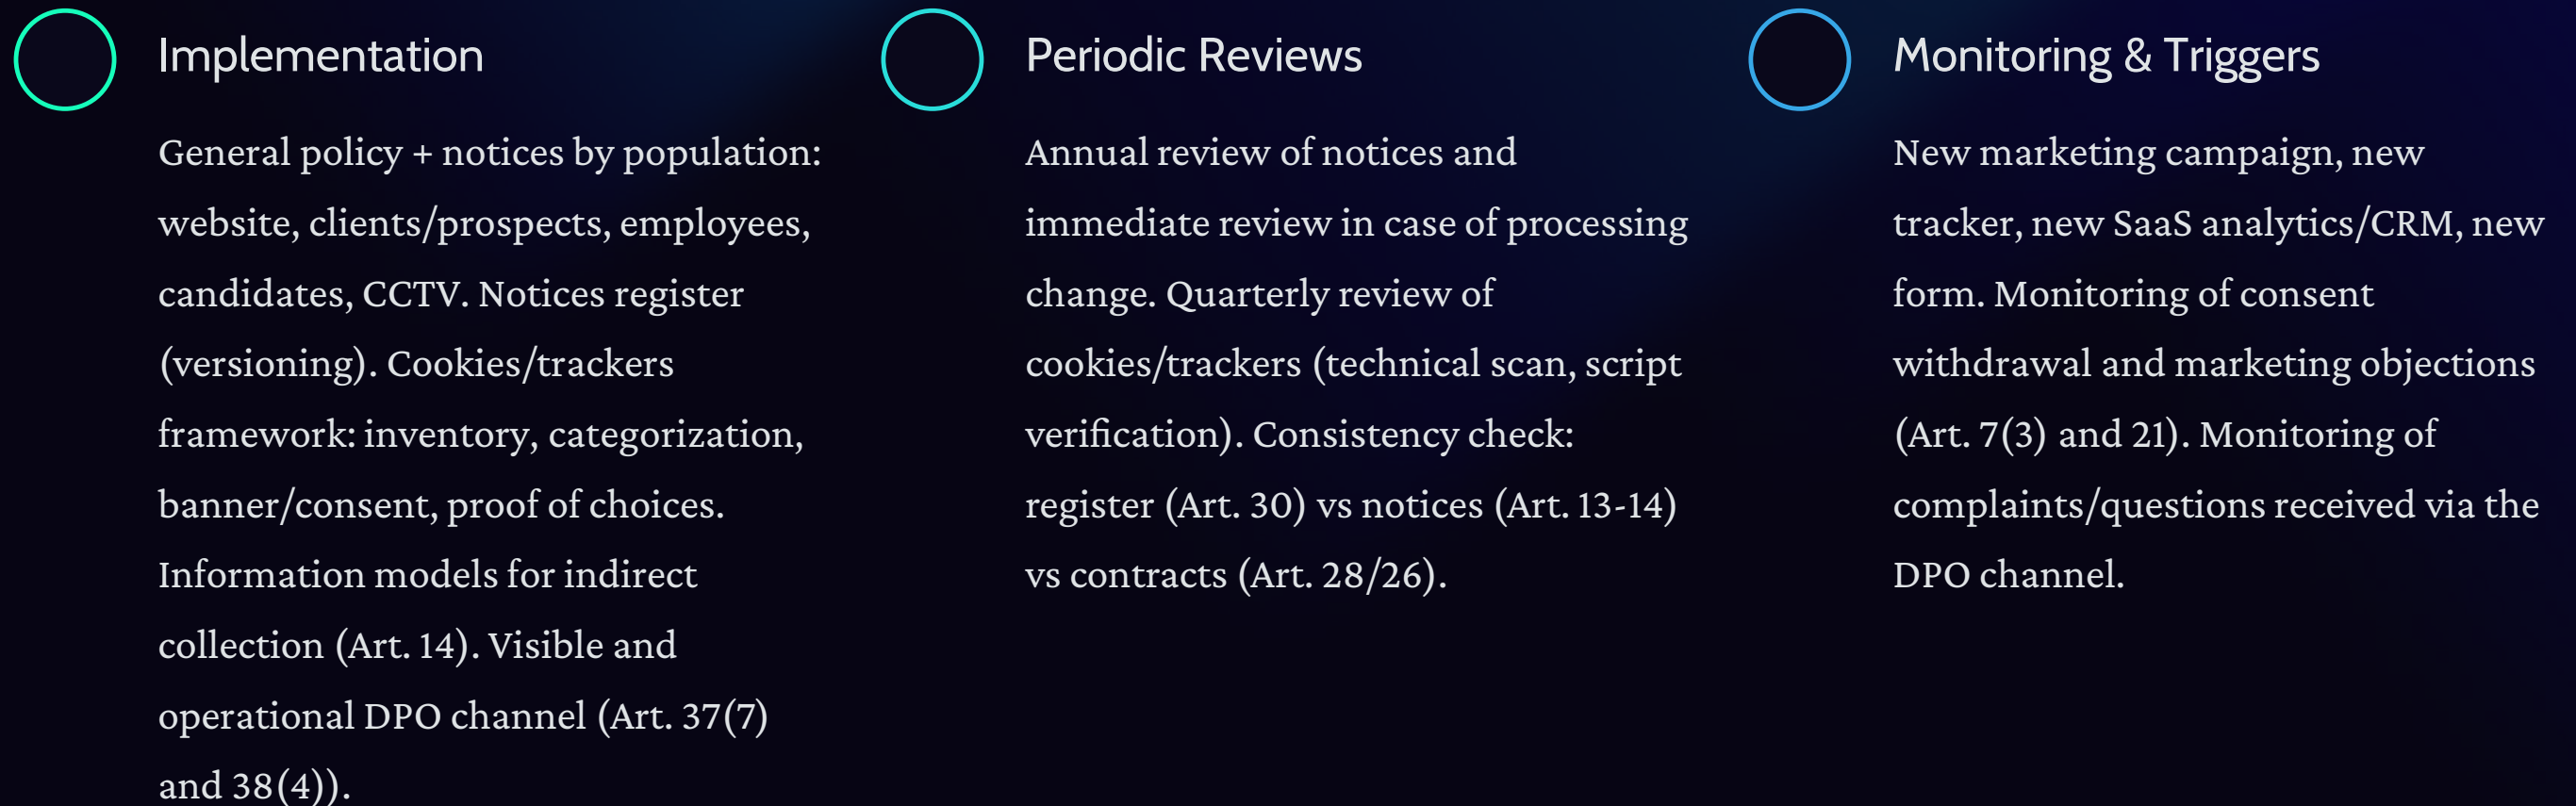 Implementation
General policy + notices by population:
website, clients/prospects, employees,
candidates, CCTV. Notices register
(versioning). Cookies/trackers
framework: inventory, categorization,
banner/consent, proof of choices.
Information models for indirect
collection (Art. 14). Visible and
operational DPO channel (Art. 37(7)
and 38(4)).
Periodic Reviews
Annual review of notices and
immediate review in case of processing
change. Quarterly review of
cookies/trackers (technical scan, script
verification). Consistency check:
register (Art. 30) vs notices (Art. 13-14)
vs contracts (Art. 28/26).
Monitoring & Triggers
New marketing campaign, new
tracker, new SaaS analytics/CRM, new
form. Monitoring of consent
withdrawal and marketing objections
(Art. 7(3) and 21). Monitoring of
complaints/questions received via the
DPO channel.